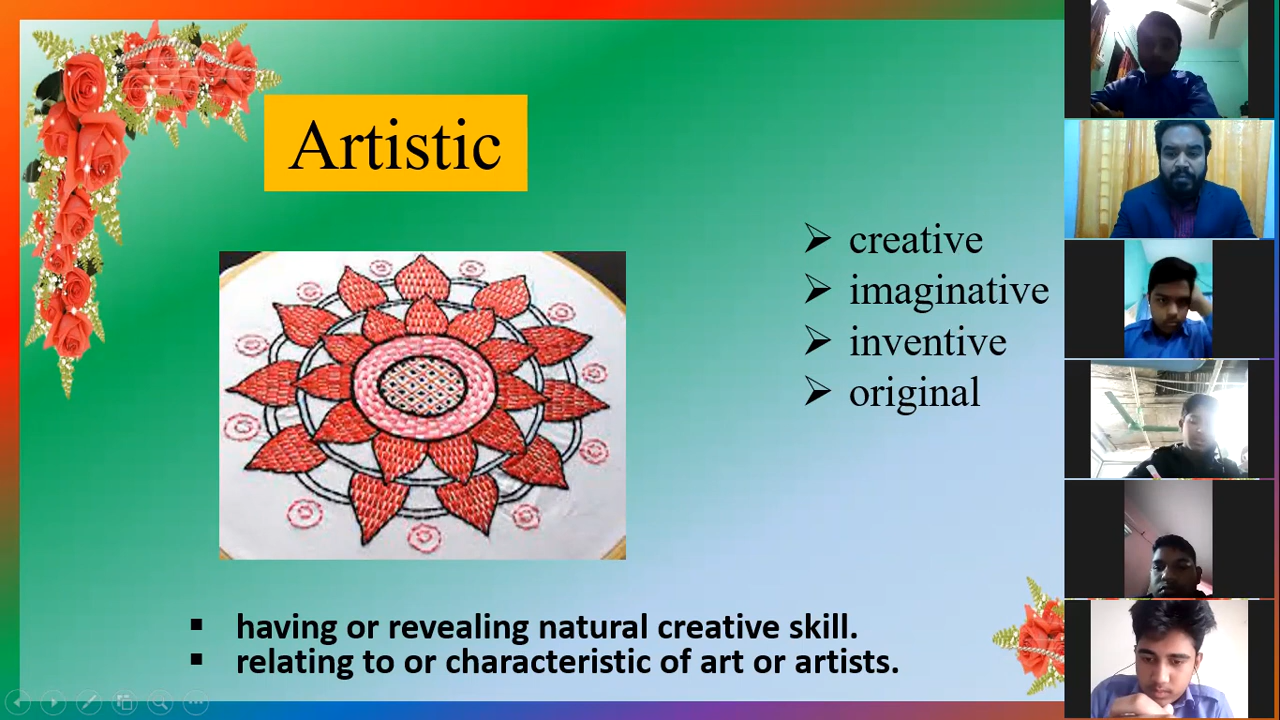 Artistic
creative
imaginative
inventive
original
having or revealing natural creative skill.
relating to or characteristic of art or artists.